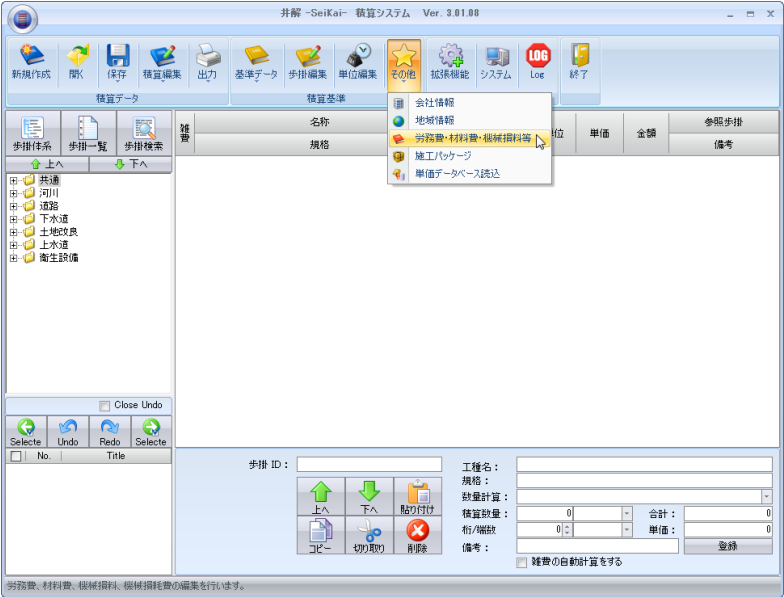 井解 -SeiKai- 積算システム Ver. 3.01.08
新規作成 開く 保存 積算編集 出力 基準データ 歩掛編集 単位編集 その他 拡張機能 システム LOG Log 終了
積算データ 積算基準
会社情報
地域情報
労務費・材料費・機械損料等
施工パッケージ
単価データベース読込
歩掛体系 歩掛一覧 歩掛検索
上へ 下へ
雑費 名称 位 単価 金額 参照歩掛
規格 備考
共通
河川
道路
下水道
土地改良
上水道
衛生設備
Close Undo
Selecte Undo Redo Selecte
No. Title
歩掛 ID：
上へ 下へ 貼り付け
コピー 切り取り 削除
工種名：
規格：
数量計算：
積算数量： 0 合計： 0
桁/端数 0 単価： 0
備考： 登録
雑費の自動計算をする
労務費、材料費、機械損料、機械損耗費の編集を行います。